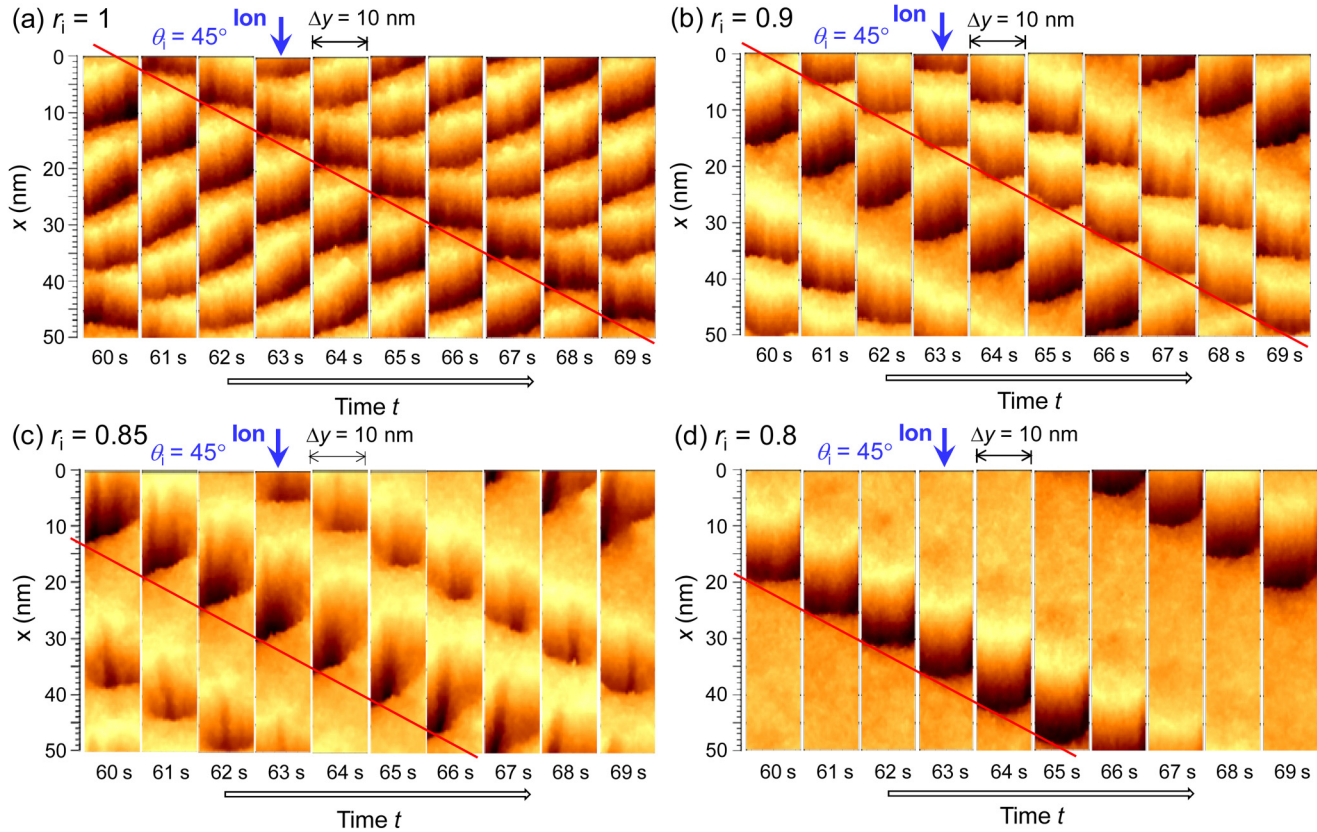 (a) rᵢ = 1
Ion
θᵢ = 45°
Δy = 10 nm
x (nm)
0
10
20
30
40
50
60 s 61 s 62 s 63 s 64 s 65 s 66 s 67 s 68 s 69 s
Time t
(b) rᵢ = 0.9
Ion
θᵢ = 45°
Δy = 10 nm
x (nm)
0
10
20
30
40
50
60 s 61 s 62 s 63 s 64 s 65 s 66 s 67 s 68 s 69 s
Time t
(c) rᵢ = 0.85
Ion
θᵢ = 45°
Δy = 10 nm
x (nm)
0
10
20
30
40
50
60 s 61 s 62 s 63 s 64 s 65 s 66 s 67 s 68 s 69 s
Time t
(d) rᵢ = 0.8
Ion
θᵢ = 45°
Δy = 10 nm
x (nm)
0
10
20
30
40
50
60 s 61 s 62 s 63 s 64 s 65 s 66 s 67 s 68 s 69 s
Time t